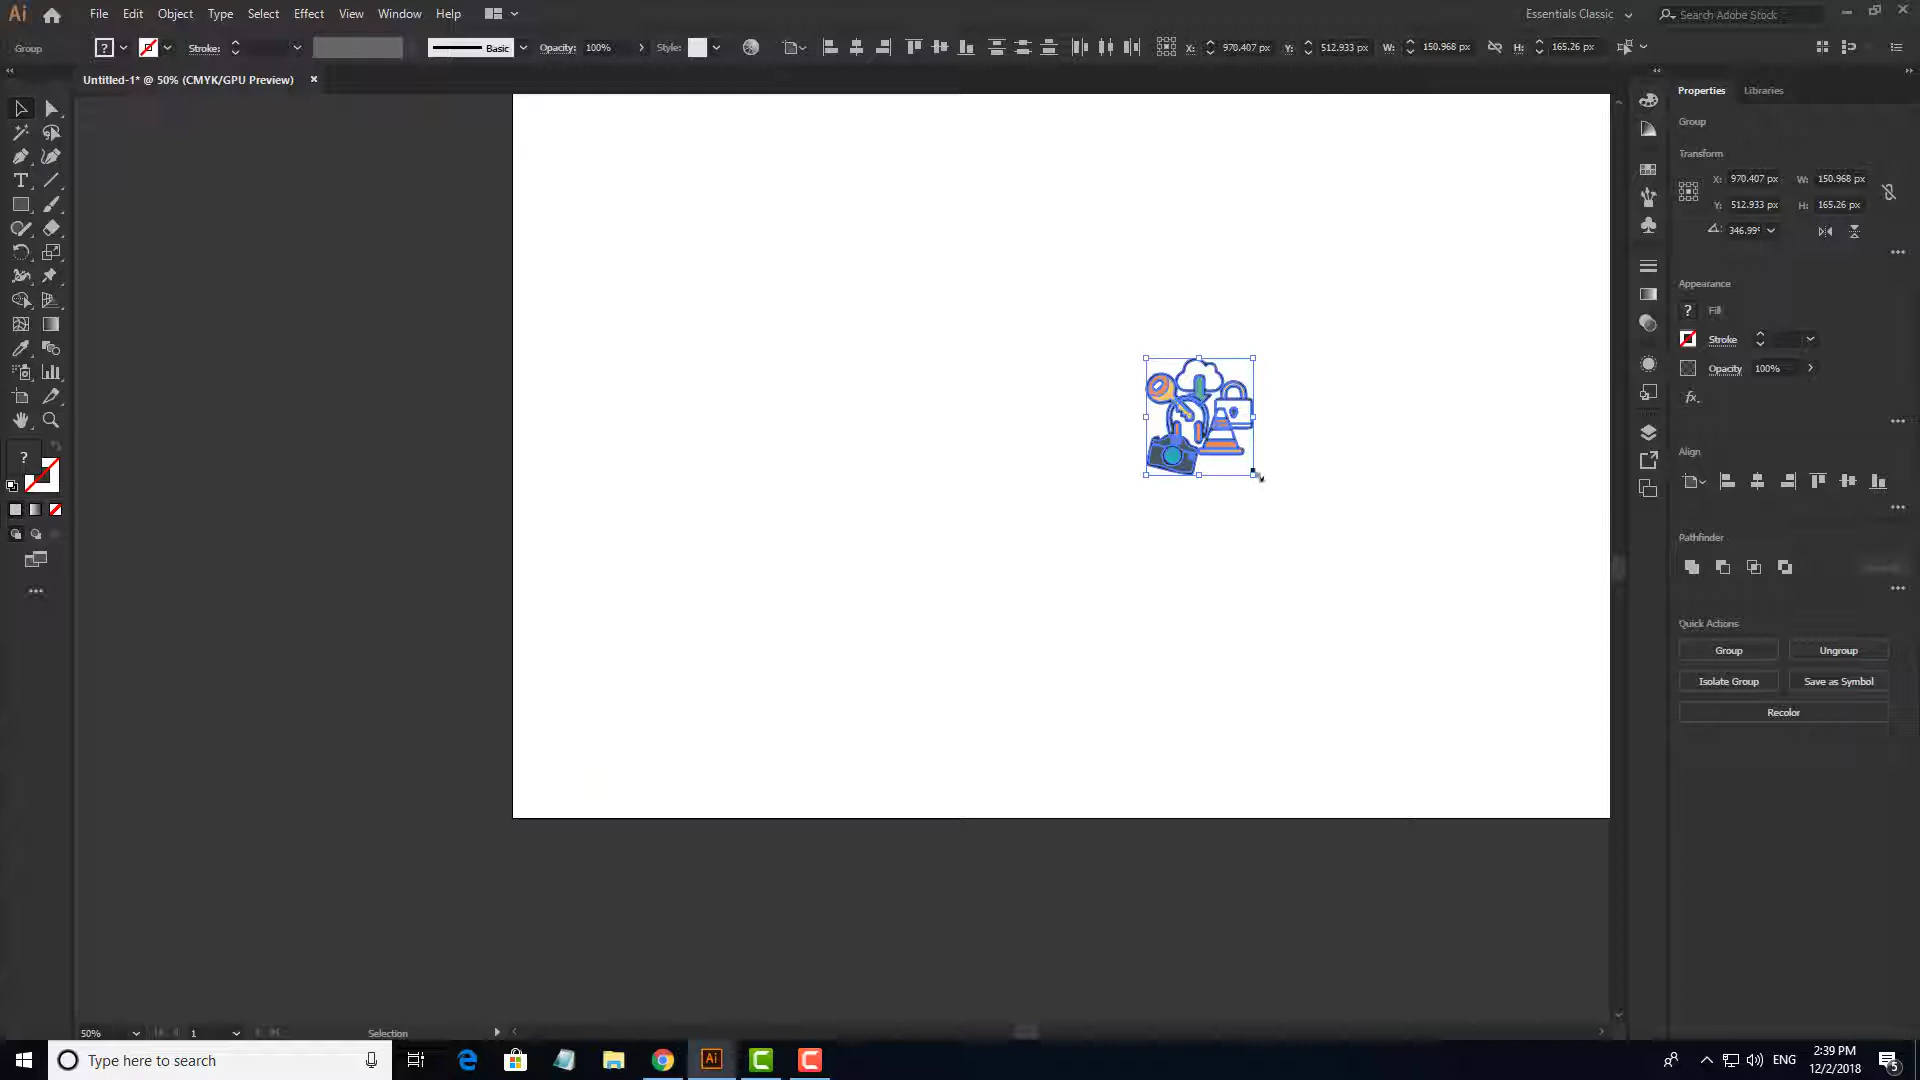 Ai File Edit Object Type Select Effect View Window Help Essentials Classic Search Adobe Stock
Group ? Stroke: Basic Opacity: 100% Style: X: 970.407 px Y: 512.933 px W: 150.968 px H: 165.26 px
Untitled-1* @ 50% (CMYK/GPU Preview)
Properties Libraries
Group
Transform
X: 970.407 px W: 150.968 px
Y: 512.933 px H: 165.26 px
346.99°
Appearance
? Fill
Stroke
Opacity 100%
fx.
Align
?
Pathfinder
Quick Actions
Group Ungroup
Isolate Group Save as Symbol
Recolor
50% 1 Selection
Type here to search Ai ENG
2:39 PM
12/2/2018
5